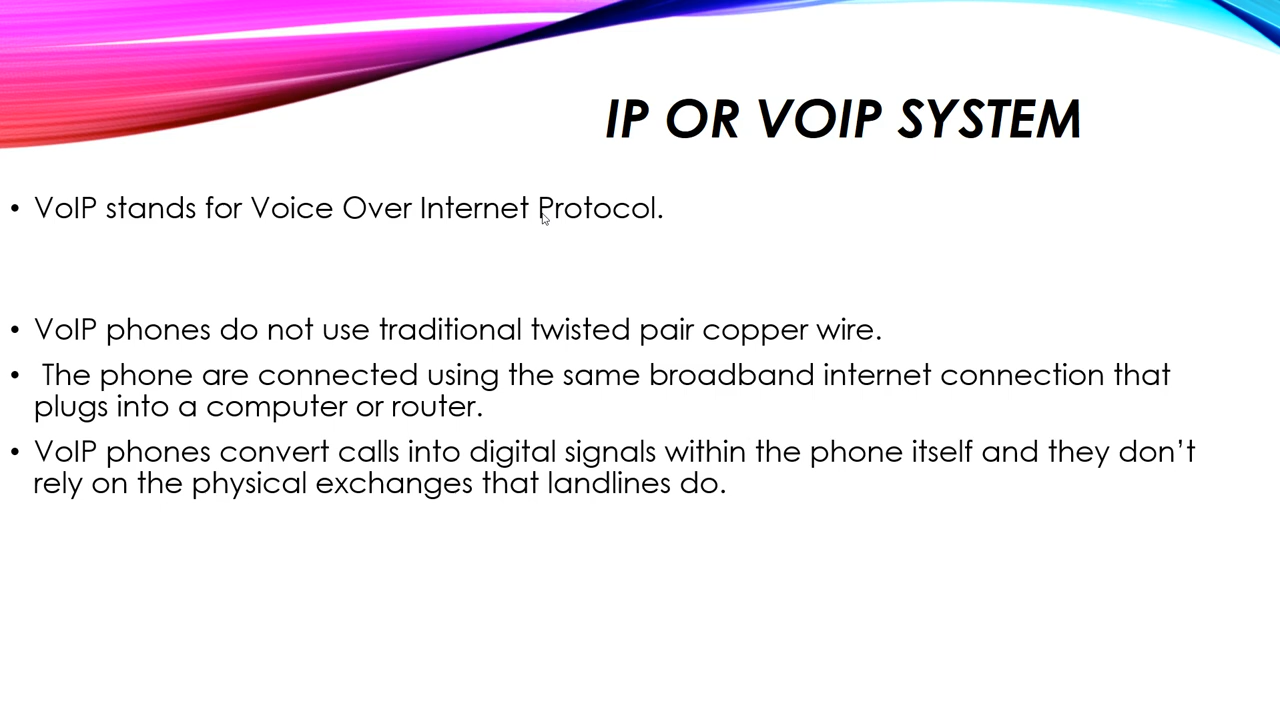 IP OR VOIP SYSTEM
• VoIP stands for Voice Over Internet Protocol.
• VoIP phones do not use traditional twisted pair copper wire.
• The phone are connected using the same broadband internet connection that
plugs into a computer or router.
• VoIP phones convert calls into digital signals within the phone itself and they don’t
rely on the physical exchanges that landlines do.